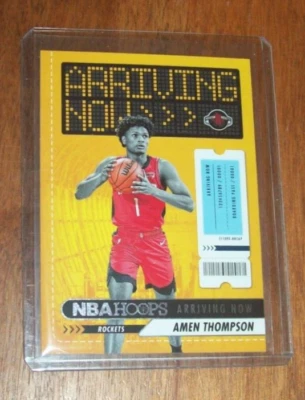 ARRIVING
NOW>>>
1
NBA HOOPS ARRIVING NOW
ROCKETS AMEN THOMPSON